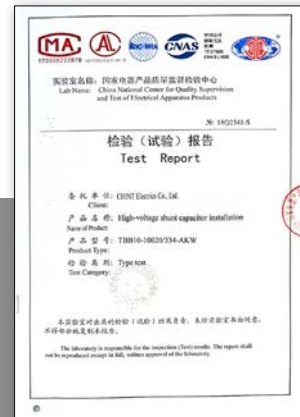 MA
AL
ilac-MRA
CNAS
170020222878
实验室名称：国家电器产品质量监督检验中心
Lab Name: China National Center for Quality Supervision
and Test of Electrical Apparatus Products
检验（试验）报告
Test Report
委托单位: CHINT Electrics Co., Ltd.
Client:
产品名称: High-voltage shunt capacitor installation
Name of Product:
产品型号: TBB10-10020/334-AKW
Product Type:
检验类别: Type test
Test Category:
本实验室对出具的检验（试验）结果负责，未经实验室书面同意，
不得部分地复制本报告。
The laboratory is responsible for the inspection (Test) results. The report shall
not be reproduced except in full, written approval of the laboratory.